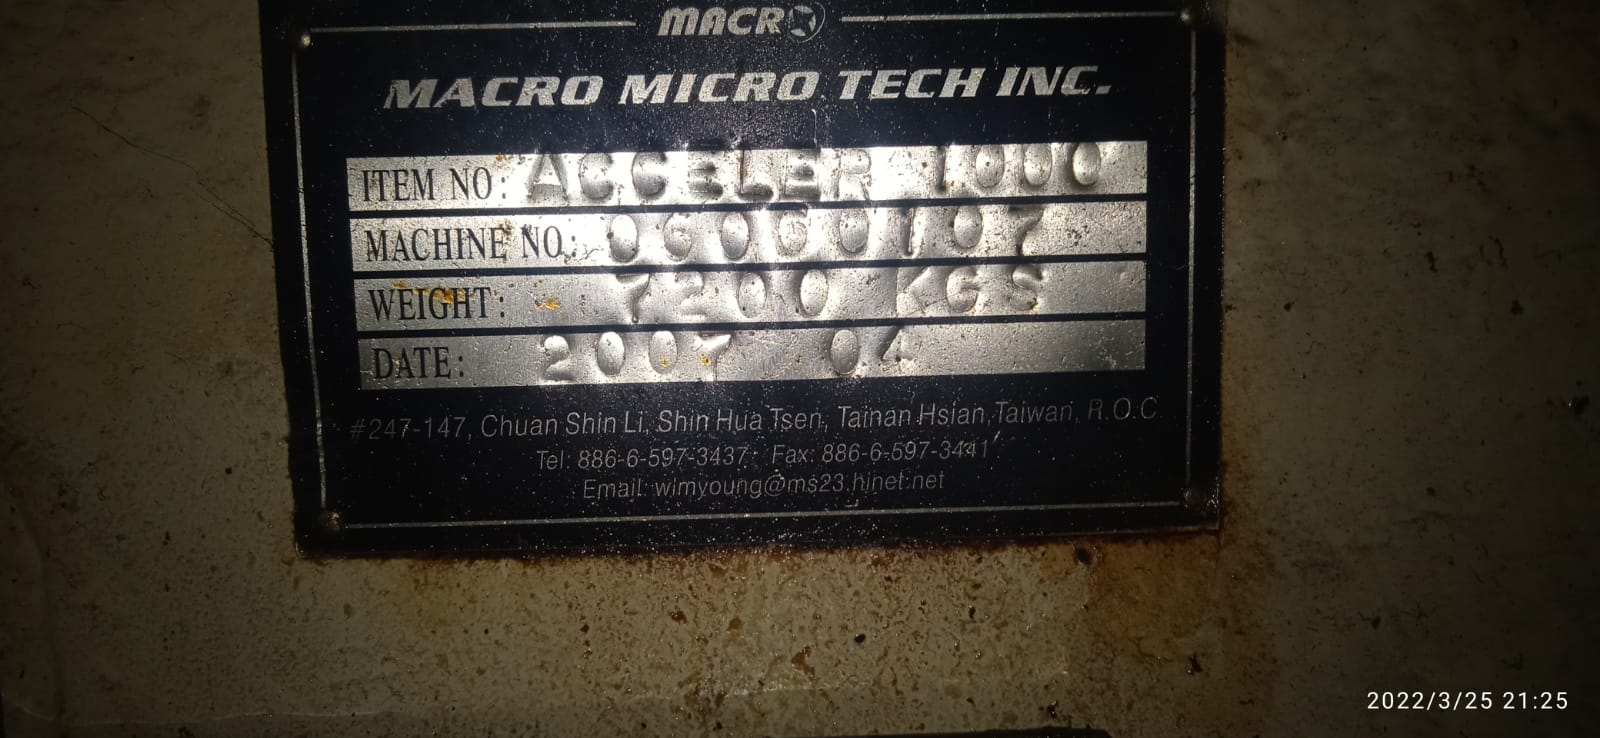 MACRO
MACRO MICRO TECH INC.
ITEM NO: ACCELER 1000
MACHINE NO.: 06060107
WEIGHT: 7200 KGS
DATE: 2007 04
#247-147, Chuan Shin Li, Shin Hua Tsen, Tainan Hsian, Taiwan, R.O.C
Tel: 886-6-597-3437 Fax: 886-6-597-3441
Email: wimyoung@ms23.hinet.net
2022/3/25 21:25